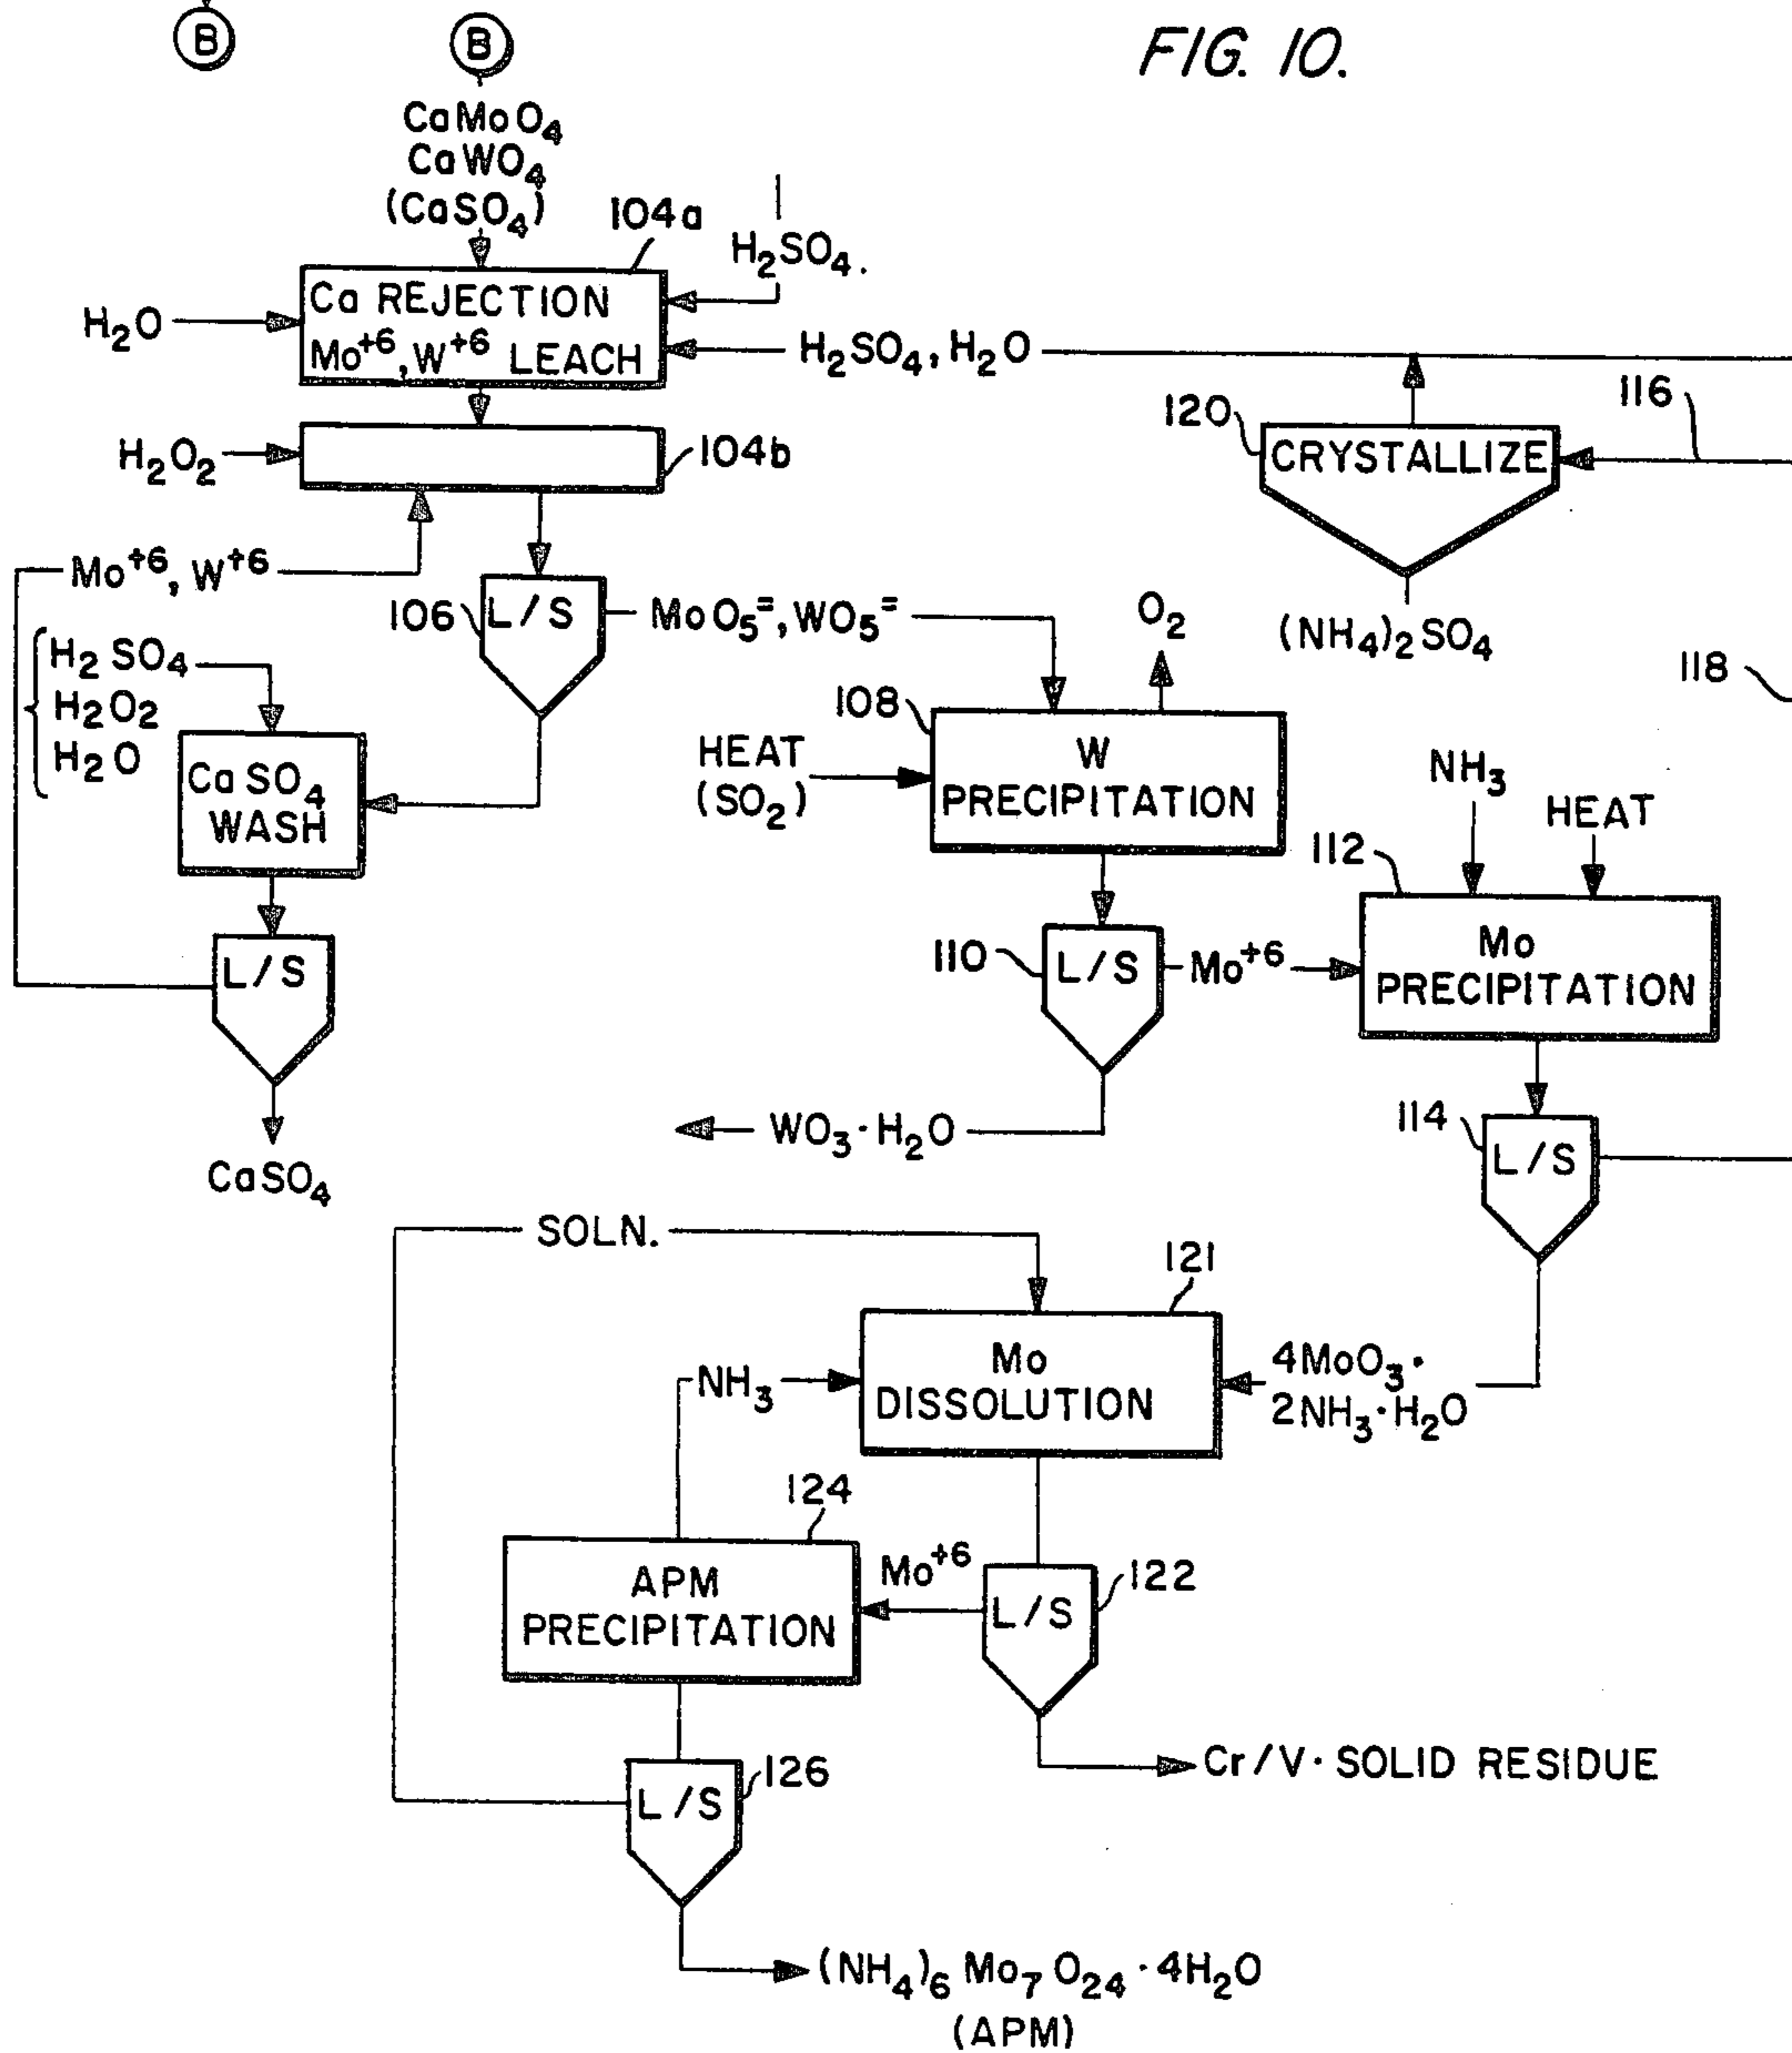 B
B
FIG. 10.
CaMoO₄
CaWO₄
(CaSO₄)
104a
H₂SO₄.
H₂O
Ca REJECTION
Mo⁺⁶, W⁺⁶ LEACH
H₂SO₄, H₂O
120
116
CRYSTALLIZE
H₂O₂
104b
Mo⁺⁶, W⁺⁶
106
L/S
MoO₅⁼, WO₅⁼
O₂
(NH₄)₂SO₄
118
H₂SO₄
H₂O₂
H₂O
CaSO₄
WASH
108
HEAT
(SO₂)
W
PRECIPITATION
NH₃
HEAT
112
L/S
110
L/S
Mo⁺⁶
Mo
PRECIPITATION
WO₃·H₂O
114
L/S
CaSO₄
SOLN.
121
Mo
DISSOLUTION
NH₃
4MoO₃·
2NH₃·H₂O
124
APM
PRECIPITATION
Mo⁺⁶
122
L/S
126
L/S
Cr/V·SOLID RESIDUE
(NH₄)₆ Mo₇ O₂₄ · 4H₂O
(APM)